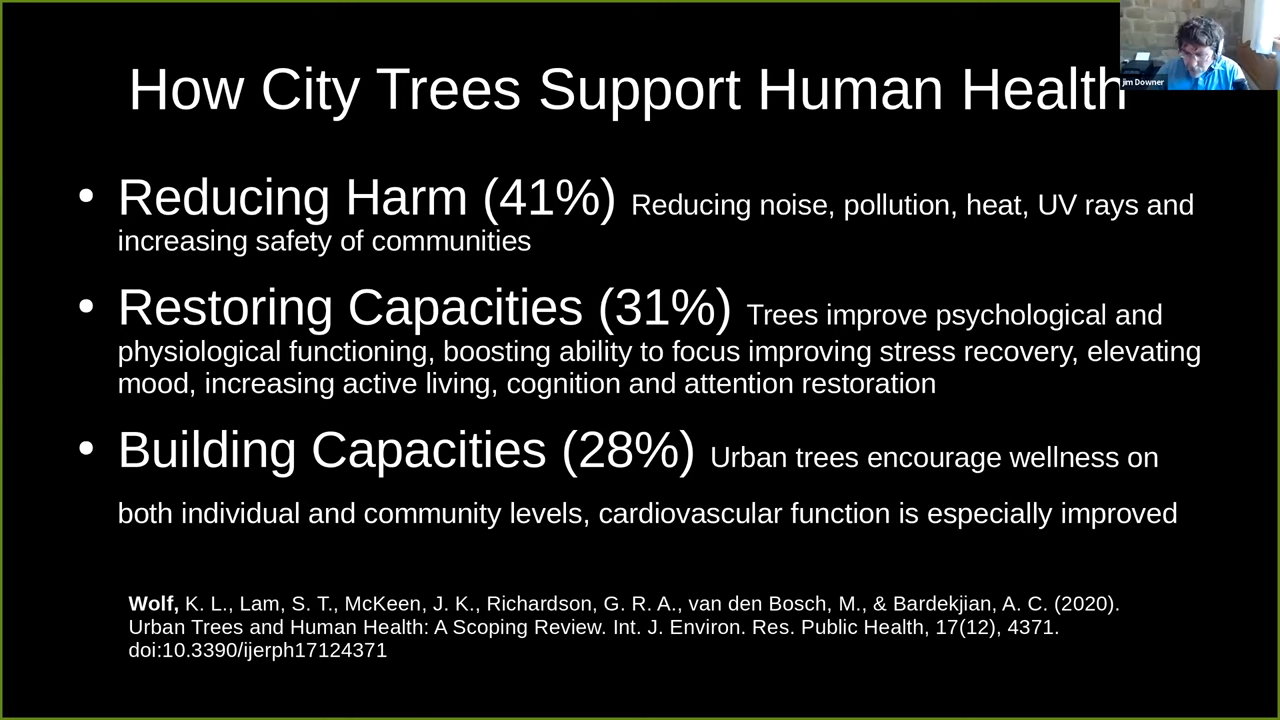 How City Trees Support Human Health
jim Downer
• Reducing Harm (41%) Reducing noise, pollution, heat, UV rays and
increasing safety of communities
• Restoring Capacities (31%) Trees improve psychological and
physiological functioning, boosting ability to focus improving stress recovery, elevating
mood, increasing active living, cognition and attention restoration
• Building Capacities (28%) Urban trees encourage wellness on
both individual and community levels, cardiovascular function is especially improved
Wolf, K. L., Lam, S. T., McKeen, J. K., Richardson, G. R. A., van den Bosch, M., & Bardekjian, A. C. (2020).
Urban Trees and Human Health: A Scoping Review. Int. J. Environ. Res. Public Health, 17(12), 4371.
doi:10.3390/ijerph17124371